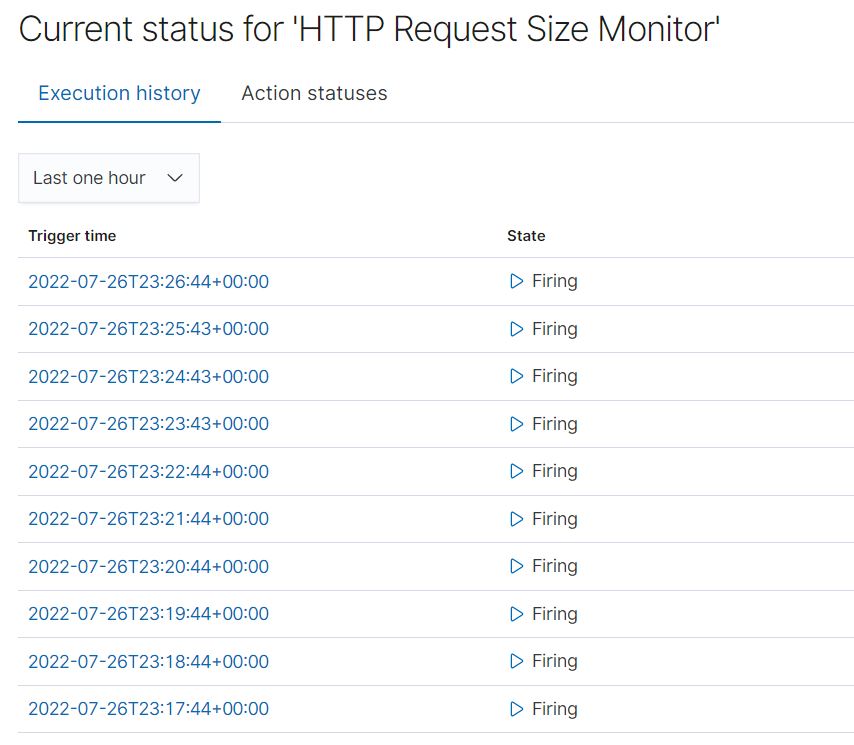 Current status for 'HTTP Request Size Monitor'
Execution history Action statuses
Last one hour
Trigger time State
2022-07-26T23:26:44+00:00 Firing
2022-07-26T23:25:43+00:00 Firing
2022-07-26T23:24:43+00:00 Firing
2022-07-26T23:23:43+00:00 Firing
2022-07-26T23:22:44+00:00 Firing
2022-07-26T23:21:44+00:00 Firing
2022-07-26T23:20:44+00:00 Firing
2022-07-26T23:19:44+00:00 Firing
2022-07-26T23:18:44+00:00 Firing
2022-07-26T23:17:44+00:00 Firing